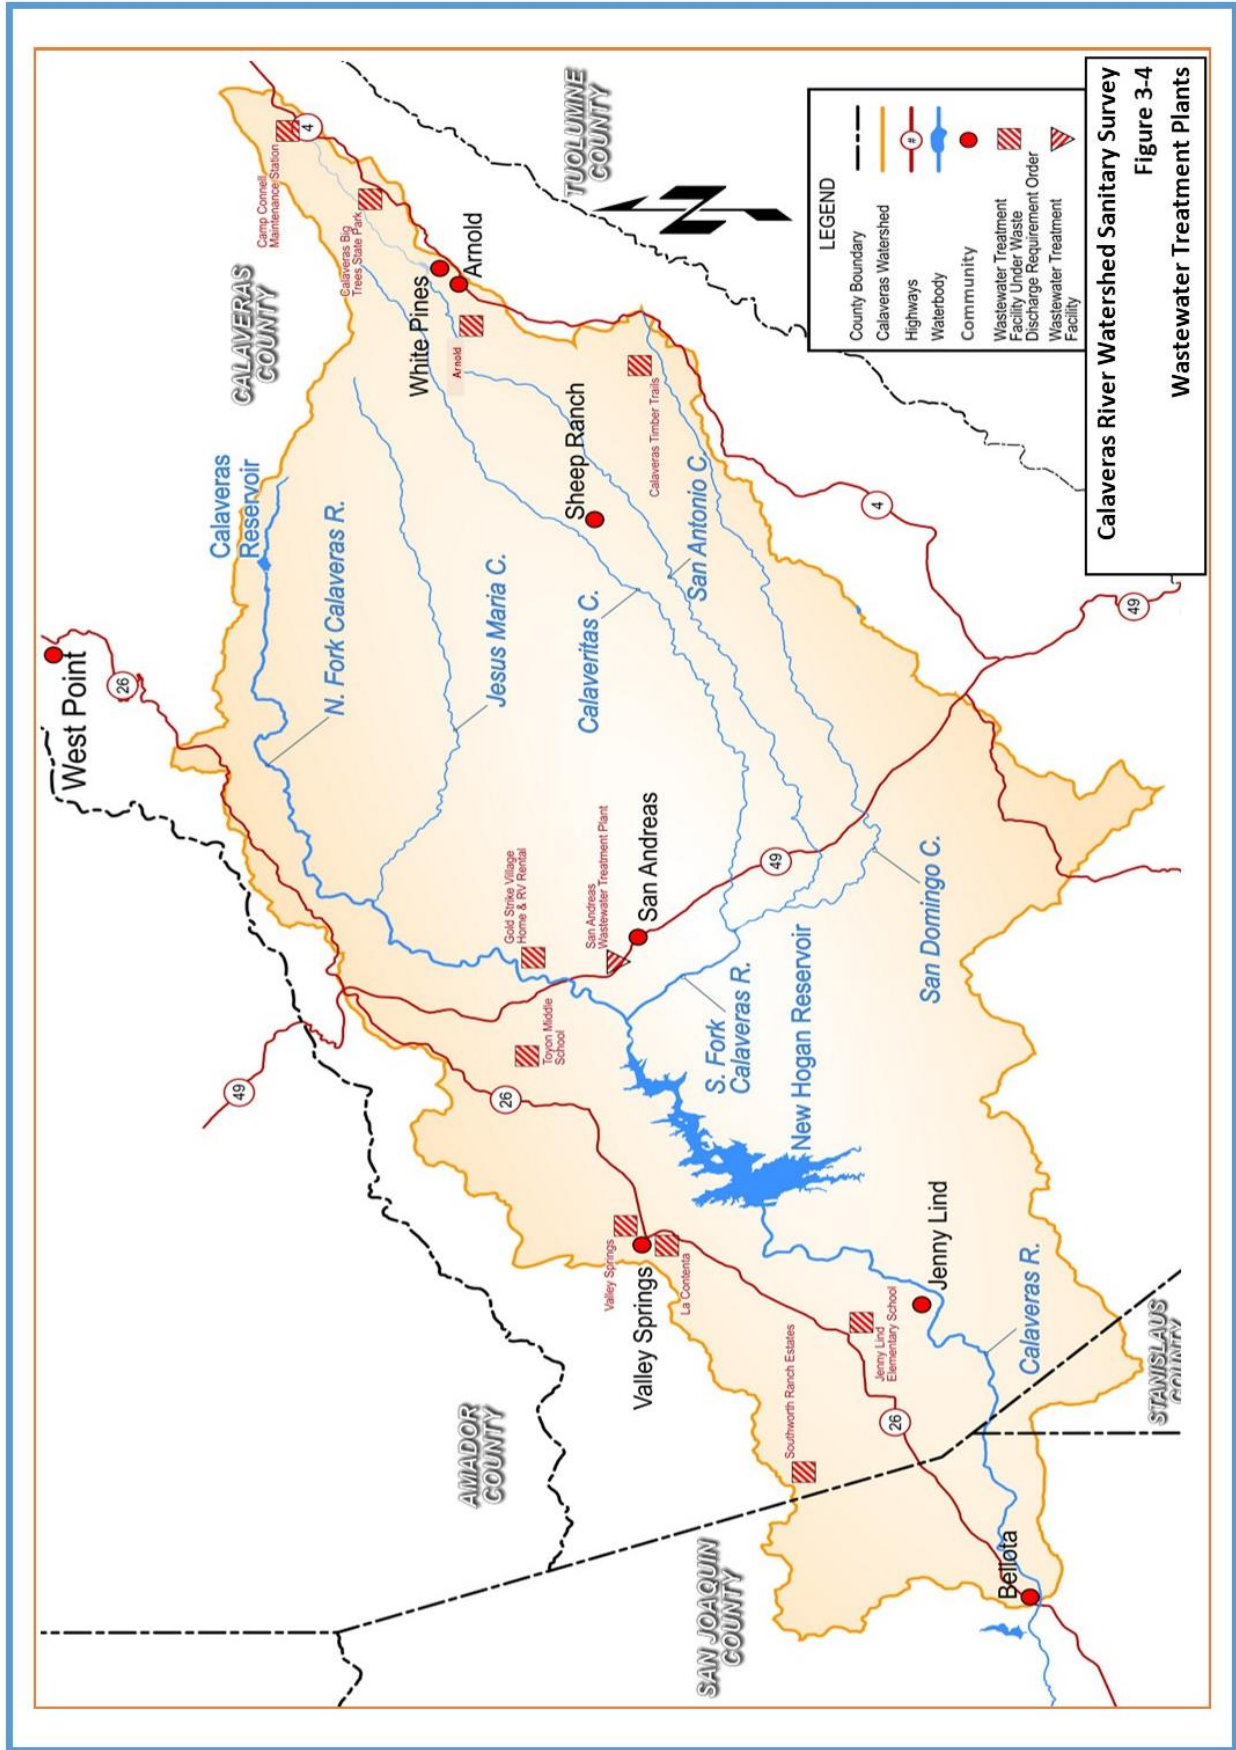 CALAVERAS
COUNTY
TUOLUMNE
COUNTY
AMADOR
COUNTY
SAN JOAQUIN
COUNTY
STANISLAUS
COUNTY
West Point
26
Calaveras
Reservoir
N. Fork Calaveras R.
Jesus Maria C.
Calaveritas C.
San Antonio C.
San Domingo C.
S. Fork
Calaveras R.
New Hogan Reservoir
Calaveras R.
Camp Connell
Maintenance Station
4
Calaveras Big
Trees State Park
White Pines
Arnold
Arnold
Sheep Ranch
Calaveras Timber Trails
4
49
49
San Andreas
San Andreas
Wastewater Treatment Plant
Gold Strike Village
Home & RV Rental
Toyon Middle
School
49
26
Valley Springs
Valley Springs
La Contenta
Jenny Lind
Jenny Lind
Elementary School
Southworth Ranch Estates
26
Bellota
LEGEND
County Boundary
Calaveras Watershed
Highways
#
Waterbody
Community
Wastewater Treatment
Facility Under Waste
Discharge Requirement Order
Wastewater Treatment
Facility
N
Calaveras River Watershed Sanitary Survey
Figure 3-4
Wastewater Treatment Plants